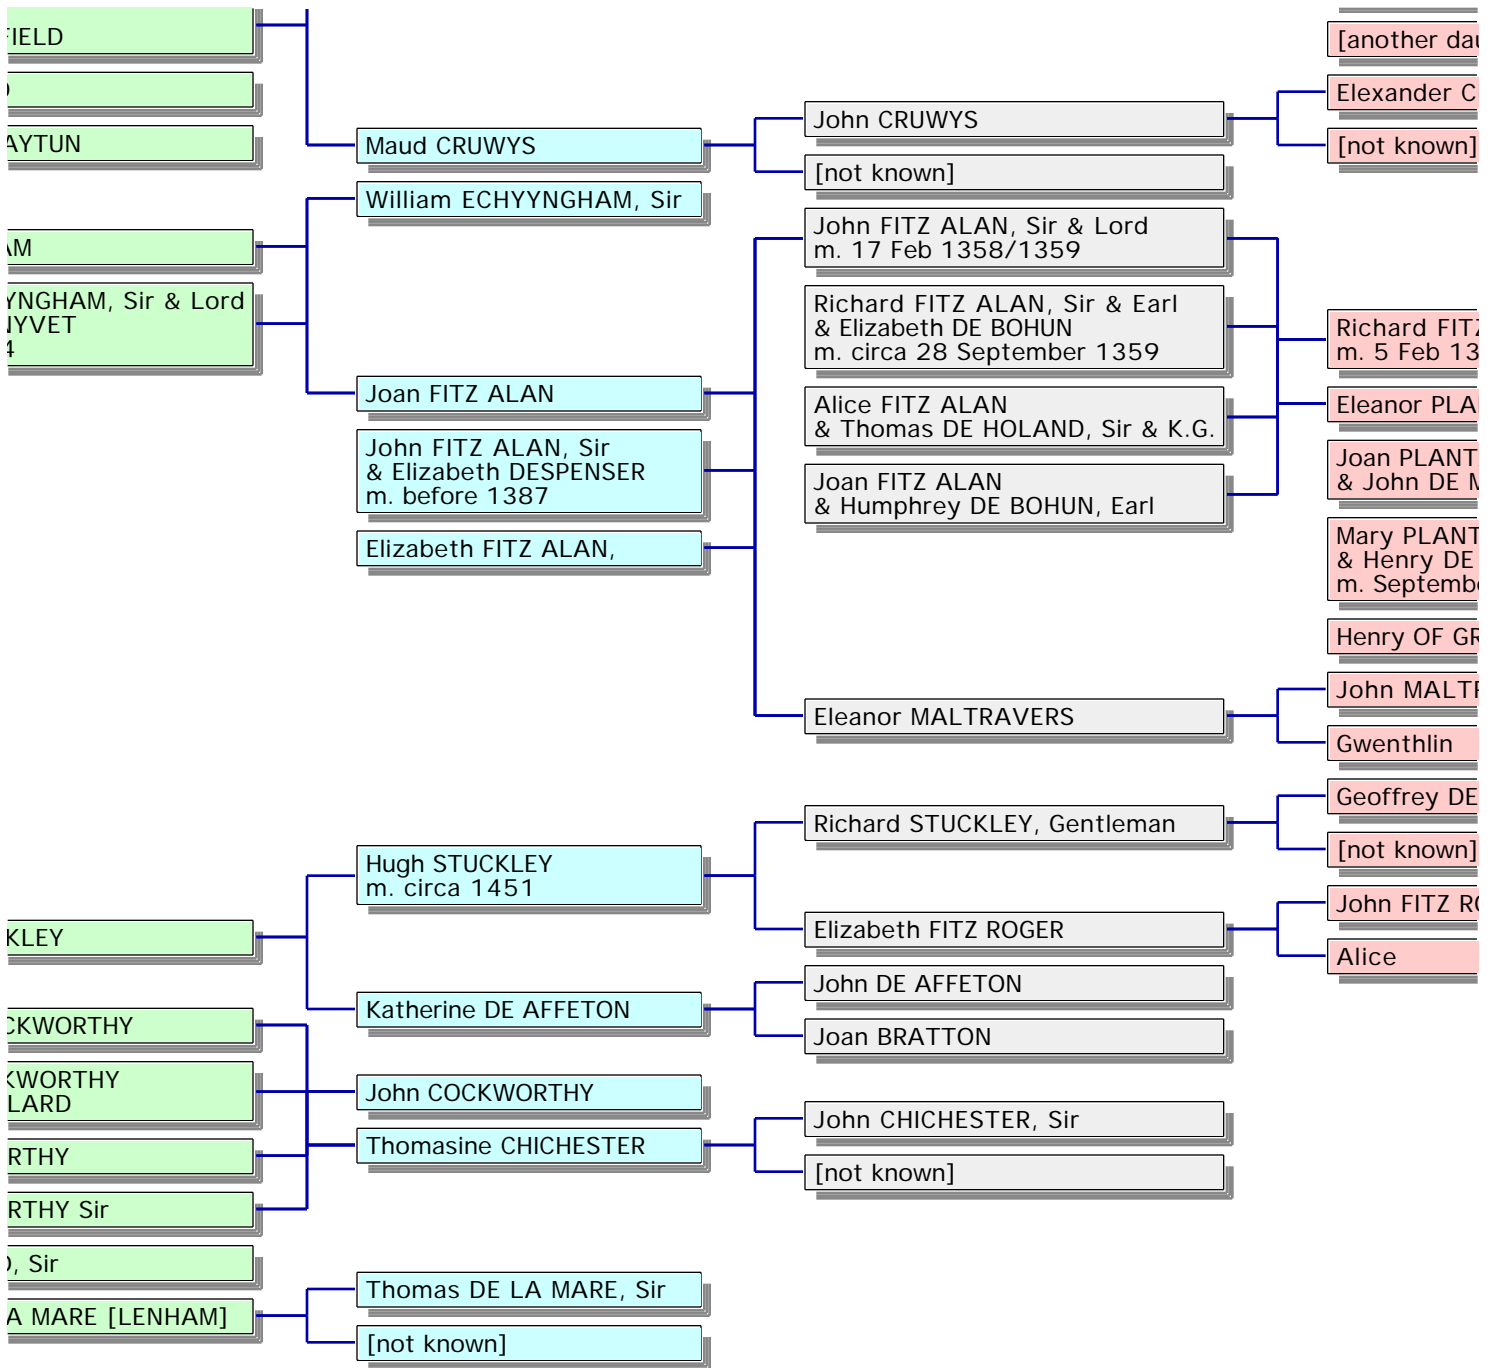 IELD
AYTUN
AM
YNGHAM, Sir & Lord
NYVET
4
KLEY
CKWORTHY
KWORTHY
LARD
RTHY
RTHY Sir
, Sir
A MARE [LENHAM]
Maud CRUWYS
William ECHYYNGHAM, Sir
Joan FITZ ALAN
John FITZ ALAN, Sir
& Elizabeth DESPENSER
m. before 1387
Elizabeth FITZ ALAN,
Hugh STUCKLEY
m. circa 1451
Katherine DE AFFETON
John COCKWORTHY
Thomasine CHICHESTER
Thomas DE LA MARE, Sir
[not known]
John CRUWYS
[not known]
John FITZ ALAN, Sir & Lord
m. 17 Feb 1358/1359
Richard FITZ ALAN, Sir & Earl
& Elizabeth DE BOHUN
m. circa 28 September 1359
Alice FITZ ALAN
& Thomas DE HOLAND, Sir & K.G.
Joan FITZ ALAN
& Humphrey DE BOHUN, Earl
Eleanor MALTRAVERS
Richard STUCKLEY, Gentleman
Elizabeth FITZ ROGER
John DE AFFETON
Joan BRATTON
John CHICHESTER, Sir
[not known]
[another dau
Elexander C
[not known]
Richard FITZ
m. 5 Feb 13
Eleanor PLA
Joan PLANT
& John DE M
Mary PLANT
& Henry DE
m. Septembe
Henry OF GR
John MALTR
Gwenthlin
Geoffrey DE
[not known]
John FITZ RO
Alice